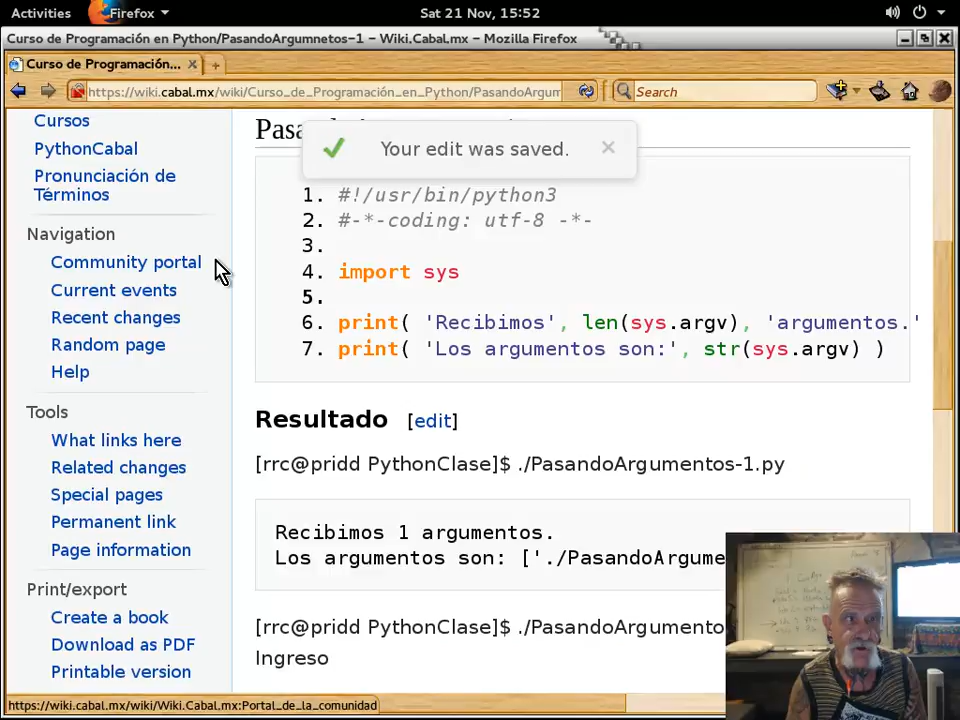 Activities Firefox Sat 21 Nov, 15:52
Curso de Programación en Python/PasandoArgumnetos-1 – Wiki.Cabal.mx – Mozilla Firefox
Curso de Programación...
https://wiki.cabal.mx/wiki/Curso_de_Programación_en_Python/PasandoArgum Search
Cursos
PythonCabal
Pronunciación de
Términos
Navigation
Community portal
Current events
Recent changes
Random page
Help
Tools
What links here
Related changes
Special pages
Permanent link
Page information
Print/export
Create a book
Download as PDF
Printable version
Your edit was saved.
1. #!/usr/bin/python3
2. #-*-coding: utf-8 -*-
3.
4. import sys
5.
6. print( 'Recibimos', len(sys.argv), 'argumentos.'
7. print( 'Los argumentos son:', str(sys.argv) )
Resultado [edit]
[rrc@pridd PythonClase]$ ./PasandoArgumentos-1.py
Recibimos 1 argumentos.
Los argumentos son: ['./PasandoArgume
[rrc@pridd PythonClase]$ ./PasandoArgumento
Ingreso
https://wiki.cabal.mx/wiki/Wiki.Cabal.mx:Portal_de_la_comunidad